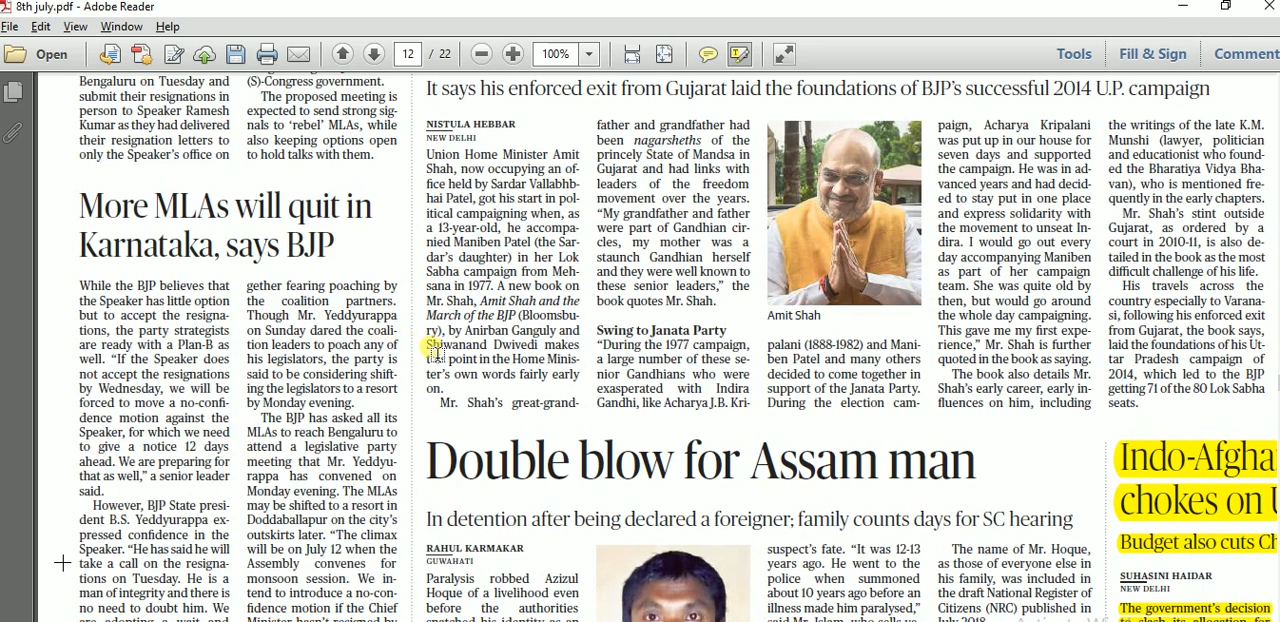 8th july.pdf - Adobe Reader
File Edit View Window Help
Open
12 / 22
100%
Tools Fill & Sign Comment
Bengaluru on Tuesday and
submit their resignations in
person to Speaker Ramesh
Kumar as they had delivered
their resignation letters to
only the Speaker's office on
(S)-Congress government.
The proposed meeting is
expected to send strong sig-
nals to 'rebel' MLAs, while
also keeping options open
to hold talks with them.
More MLAs will quit in
Karnataka, says BJP
While the BJP believes that
the Speaker has little option
but to accept the resigna-
tions, the party strategists
are ready with a Plan-B as
well. "If the Speaker does
not accept the resignations
by Wednesday, we will be
forced to move a no-confi-
dence motion against the
Speaker, for which we need
to give a notice 12 days
ahead. We are preparing for
that as well," a senior leader
said.
However, BJP State presi-
dent B.S. Yeddyurappa ex-
pressed confidence in the
Speaker. "He has said he will
take a call on the resigna-
tions on Tuesday. He is a
man of integrity and there is
no need to doubt him. We
are adopting a wait and
gether fearing poaching by
the coalition partners.
Though Mr. Yeddyurappa
on Sunday dared the coali-
tion leaders to poach any of
his legislators, the party is
said to be considering shift-
ing the legislators to a resort
by Monday evening.
The BJP has asked all its
MLAs to reach Bengaluru to
attend a legislative party
meeting that Mr. Yeddyu-
rappa has convened on
Monday evening. The MLAs
may be shifted to a resort in
Doddaballapur on the city's
outskirts later. "The climax
will be on July 12 when the
Assembly convenes for
monsoon session. We in-
tend to introduce a no-con-
fidence motion if the Chief
Minister hasn't resigned by
It says his enforced exit from Gujarat laid the foundations of BJP's successful 2014 U.P. campaign
NISTULA HEBBAR
NEW DELHI
Union Home Minister Amit
Shah, now occupying an of-
fice held by Sardar Vallabhb-
hai Patel, got his start in pol-
itical campaigning when, as
a 13-year-old, he accompa-
nied Maniben Patel (the Sar-
dar's daughter) in her Lok
Sabha campaign from Meh-
sana in 1977. A new book on
Mr. Shah, Amit Shah and the
March of the BJP (Bloomsbu-
ry), by Anirban Ganguly and
Shiwanand Dwivedi makes
point in the Home Minis-
ter's own words fairly early
on.
Mr. Shah's great-grand-
father and grandfather had
been nagarsheths of the
princely State of Mandsa in
Gujarat and had links with
leaders of the freedom
movement over the years.
"My grandfather and father
were part of Gandhian cir-
cles, my mother was a
staunch Gandhian herself
and they were well known to
these senior leaders," the
book quotes Mr. Shah.
Swing to Janata Party
"During the 1977 campaign,
a large number of these se-
nior Gandhians who were
exasperated with Indira
Gandhi, like Acharya J.B. Kri-
Amit Shah
palani (1888-1982) and Mani-
ben Patel and many others
decided to come together in
support of the Janata Party.
During the election cam-
paign, Acharya Kripalani
was put up in our house for
seven days and supported
the campaign. He was in ad-
vanced years and had decid-
ed to stay put in one place
and express solidarity with
the movement to unseat In-
dira. I would go out every
day accompanying Maniben
as part of her campaign
team. She was quite old by
then, but would go around
the whole day campaigning.
This gave me my first expe-
rience," Mr. Shah is further
quoted in the book as saying.
The book also details Mr.
Shah's early career, early in-
fluences on him, including
the writings of the late K.M.
Munshi (lawyer, politician
and educationist who found-
ed the Bharatiya Vidya Bha-
van), who is mentioned fre-
quently in the early chapters.
Mr. Shah's stint outside
Gujarat, as ordered by a
court in 2010-11, is also de-
tailed in the book as the most
difficult challenge of his life.
His travels across the
country especially to Varana-
si, following his enforced exit
from Gujarat, the book says,
laid the foundations of his Ut-
tar Pradesh campaign of
2014, which led to the BJP
getting 71 of the 80 Lok Sabha
seats.
Double blow for Assam man
In detention after being declared a foreigner; family counts days for SC hearing
RAHUL KARMAKAR
GUWAHATI
Paralysis robbed Azizul
Hoque of a livelihood even
before the authorities
snatched his identity as an
suspect's fate. "It was 12-13
years ago. He went to the
police when summoned
about 10 years ago before an
illness made him paralysed,"
said Mr. Islam, who sells ve-
The name of Mr. Hoque,
as those of everyone else in
his family, was included in
the draft National Register of
Citizens (NRC) published in
July 2018.
Indo-Afgha
chokes on U
Budget also cuts Ch
SUHASINI HAIDAR
NEW DELHI
The government's decision
to slash its allocation for